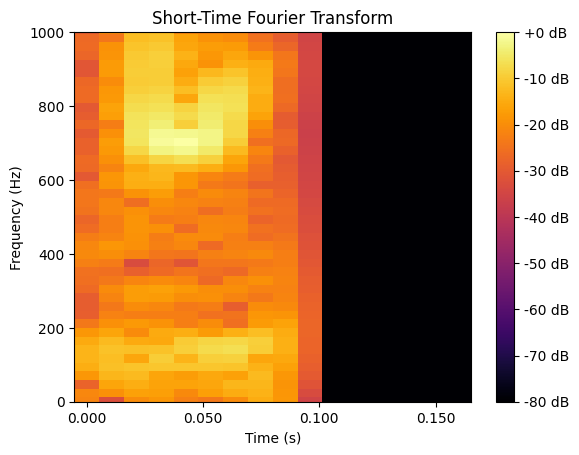 Short-Time Fourier Transform
1000
800
600
400
200
0
Frequency (Hz)
0.000
0.050
0.100
0.150
Time (s)
+0 dB
-10 dB
-20 dB
-30 dB
-40 dB
-50 dB
-60 dB
-70 dB
-80 dB